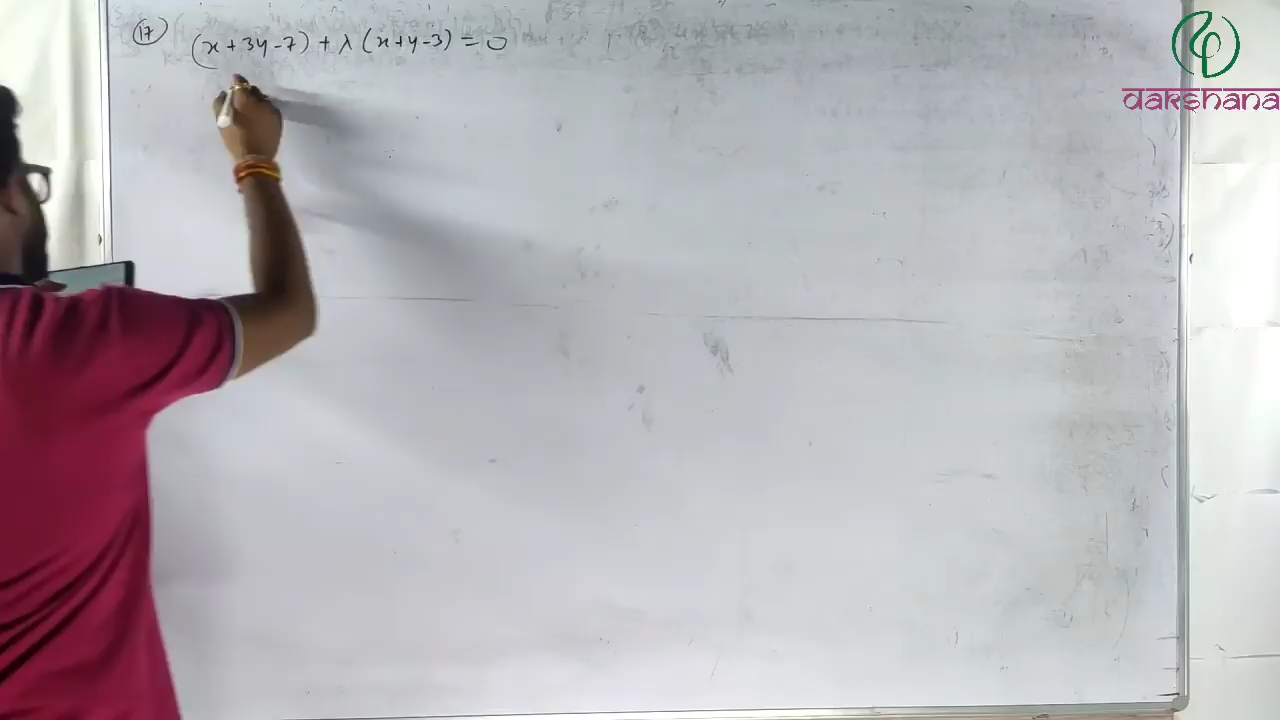 (17) (x + 3y - 7) + λ (x + y - 3) = 0
dakshana